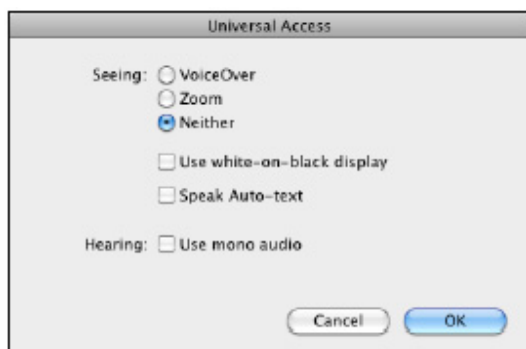 Universal Access
Seeing: VoiceOver
Zoom
Neither
Use white-on-black display
Speak Auto-text
Hearing: Use mono audio
Cancel OK